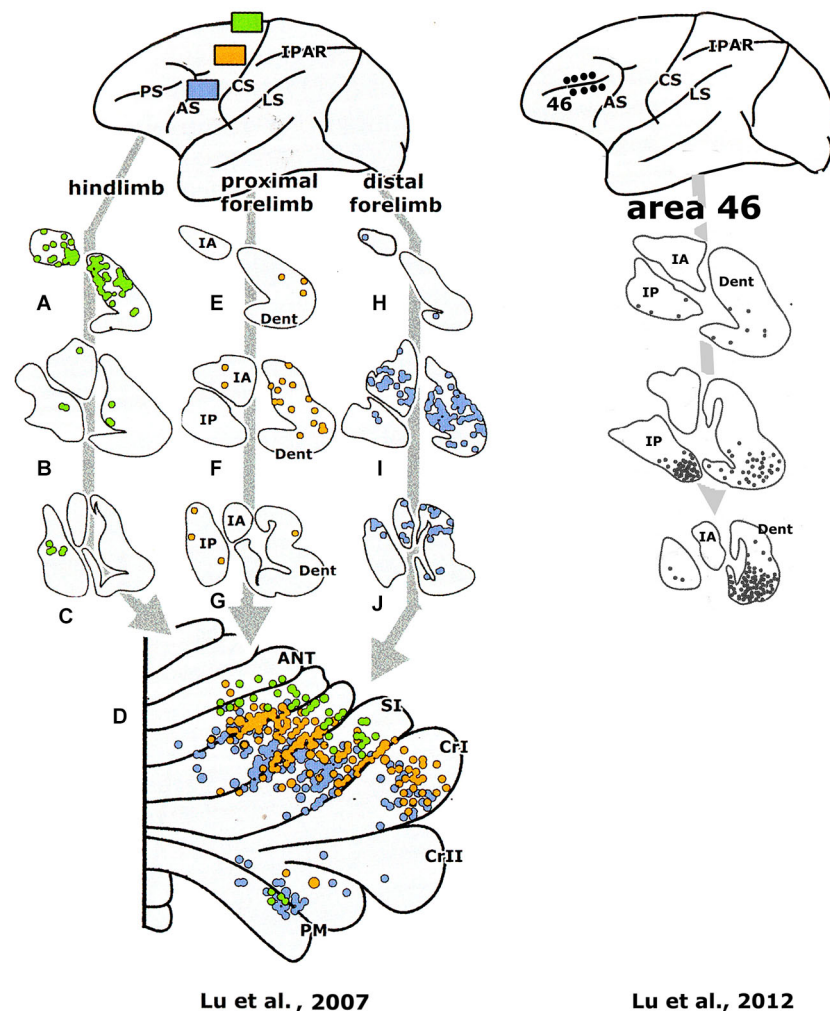 IPAR
PS
CS
AS
LS
hindlimb
proximal
forelimb
distal
forelimb
IA
A
E
Dent
H
IA
IP
B
F
Dent
I
IA
IP
Dent
C
G
J
D
ANT
SI
CrI
CrII
PM
Lu et al., 2007
IPAR
CS
46
AS
LS
area 46
IA
IP
Dent
IP
IA
Dent
Lu et al., 2012